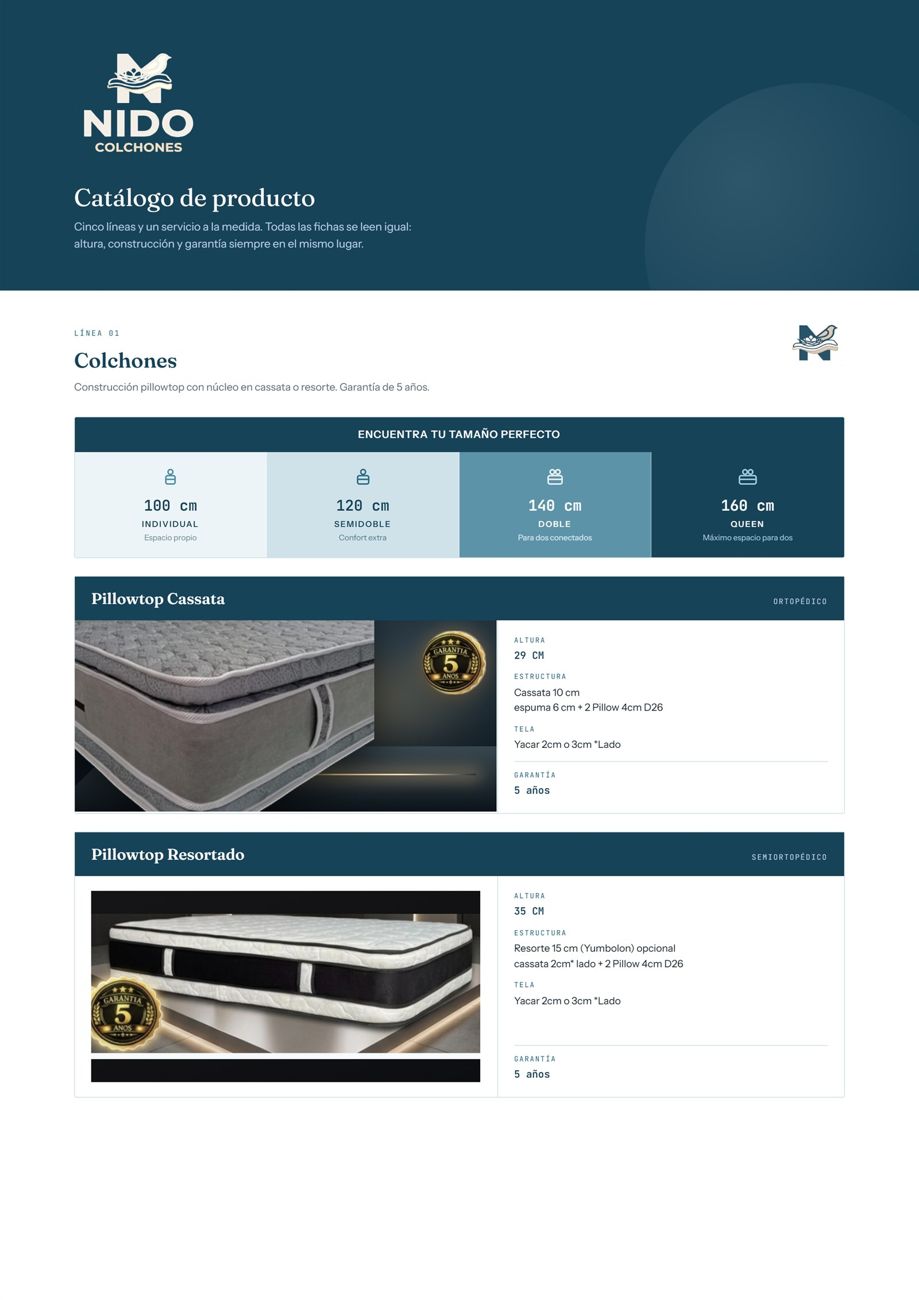 NIDO
COLCHONES
Catálogo de producto
Cinco líneas y un servicio a la medida. Todas las fichas se leen igual:
altura, construcción y garantía siempre en el mismo lugar.
LÍNEA 01
Colchones
Construcción pillowtop con núcleo en cassata o resorte. Garantía de 5 años.
ENCUENTRA TU TAMAÑO PERFECTO
100 cm
INDIVIDUAL
Espacio propio
120 cm
SEMIDOBLE
Confort extra
140 cm
DOBLE
Para dos conectados
160 cm
QUEEN
Máximo espacio para dos
Pillowtop Cassata
ORTOPÉDICO
GARANTIA
5
AÑOS
ALTURA
29 CM
ESTRUCTURA
Cassata 10 cm
espuma 6 cm + 2 Pillow 4cm D26
TELA
Yacar 2cm o 3cm *Lado
GARANTÍA
5 años
Pillowtop Resortado
SEMIORTOPÉDICO
GARANTIA
5
AÑOS
ALTURA
35 CM
ESTRUCTURA
Resorte 15 cm (Yumbolon) opcional
cassata 2cm* lado + 2 Pillow 4cm D26
TELA
Yacar 2cm o 3cm *Lado
GARANTÍA
5 años